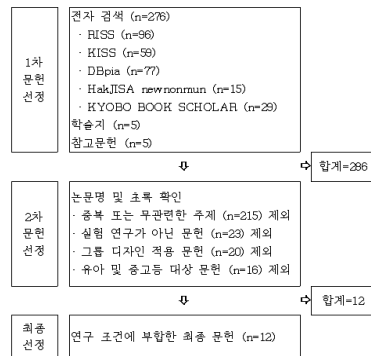 전자 검색 (n=276)
· RISS (n=96)
· KISS (n=59)
· DBpia (n=77)
· HakJISA newnonmun (n=15)
· KYOBO BOOK SCHOLAR (n=29)
학술지 (n=5)
참고문헌 (n=5)
1차
문헌
선정
합계=286
논문명 및 초록 확인
· 중복 또는 무관련한 주제 (n=215) 제외
· 실험 연구가 아닌 문헌 (n=23) 제외
· 그룹 디자인 적용 문헌 (n=20) 제외
· 유아 및 중고등 대상 문헌 (n=16) 제외
2차
문헌
선정
합계=12
최종
선정
연구 조건에 부합한 최종 문헌 (n=12)